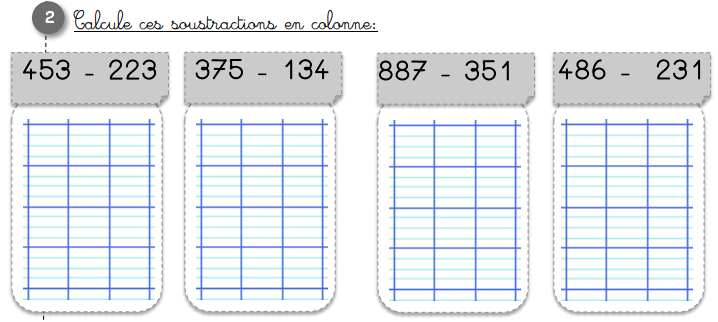 2 Calcule ces soustractions en colonne:
453 - 223 375 - 134 887 - 351 486 - 231